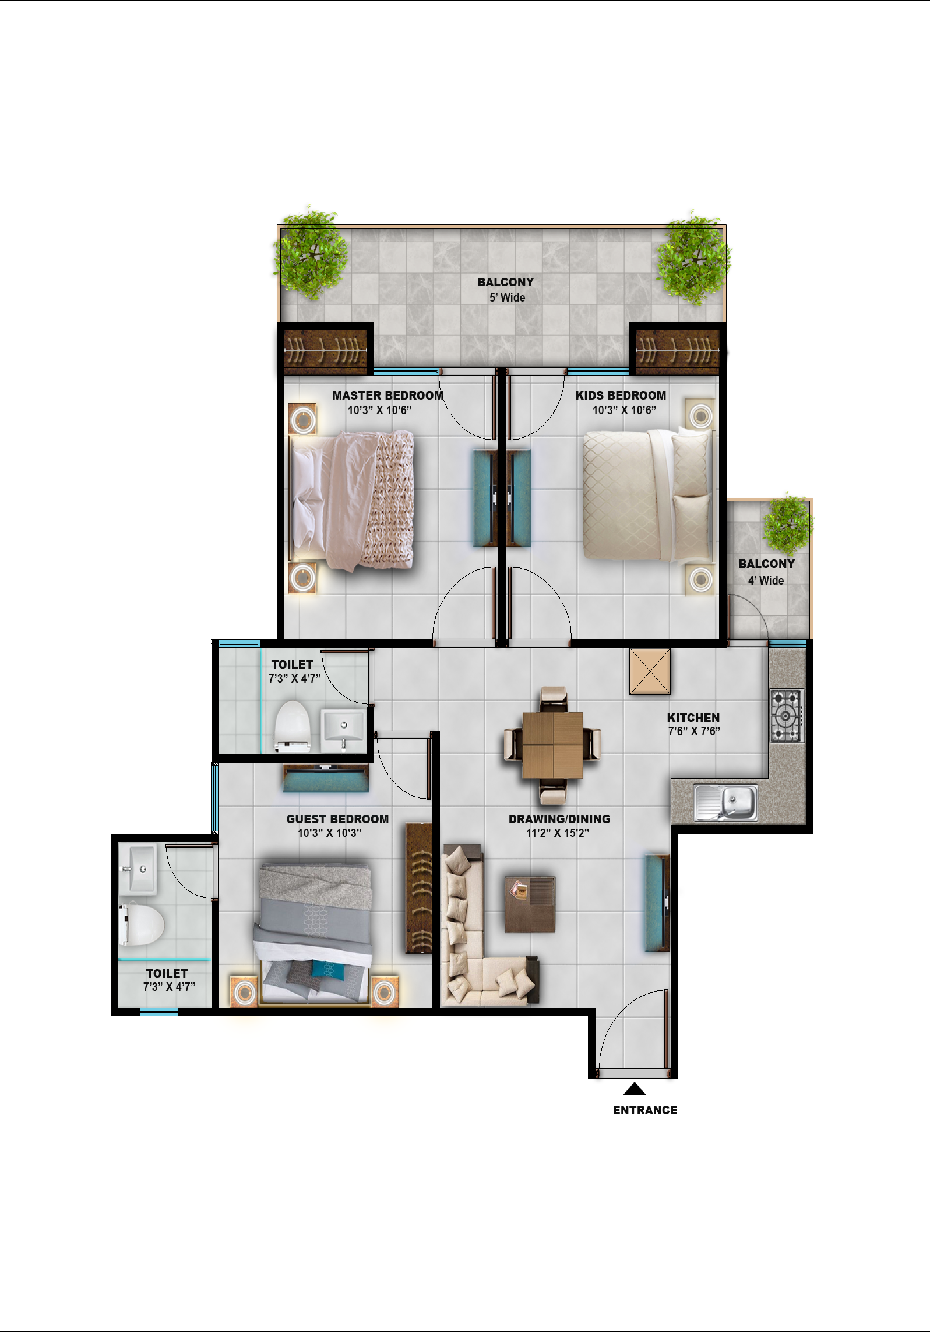 BALCONY
5' Wide
MASTER BEDROOM
10'3" X 10'6"
KIDS BEDROOM
10'3" X 10'6"
BALCONY
4' Wide
TOILET
7'3" X 4'7"
KITCHEN
7'6" X 7'6"
GUEST BEDROOM
10'3" X 10'3"
DRAWING/DINING
11'2" X 15'2"
TOILET
7'3" X 4'7"
ENTRANCE